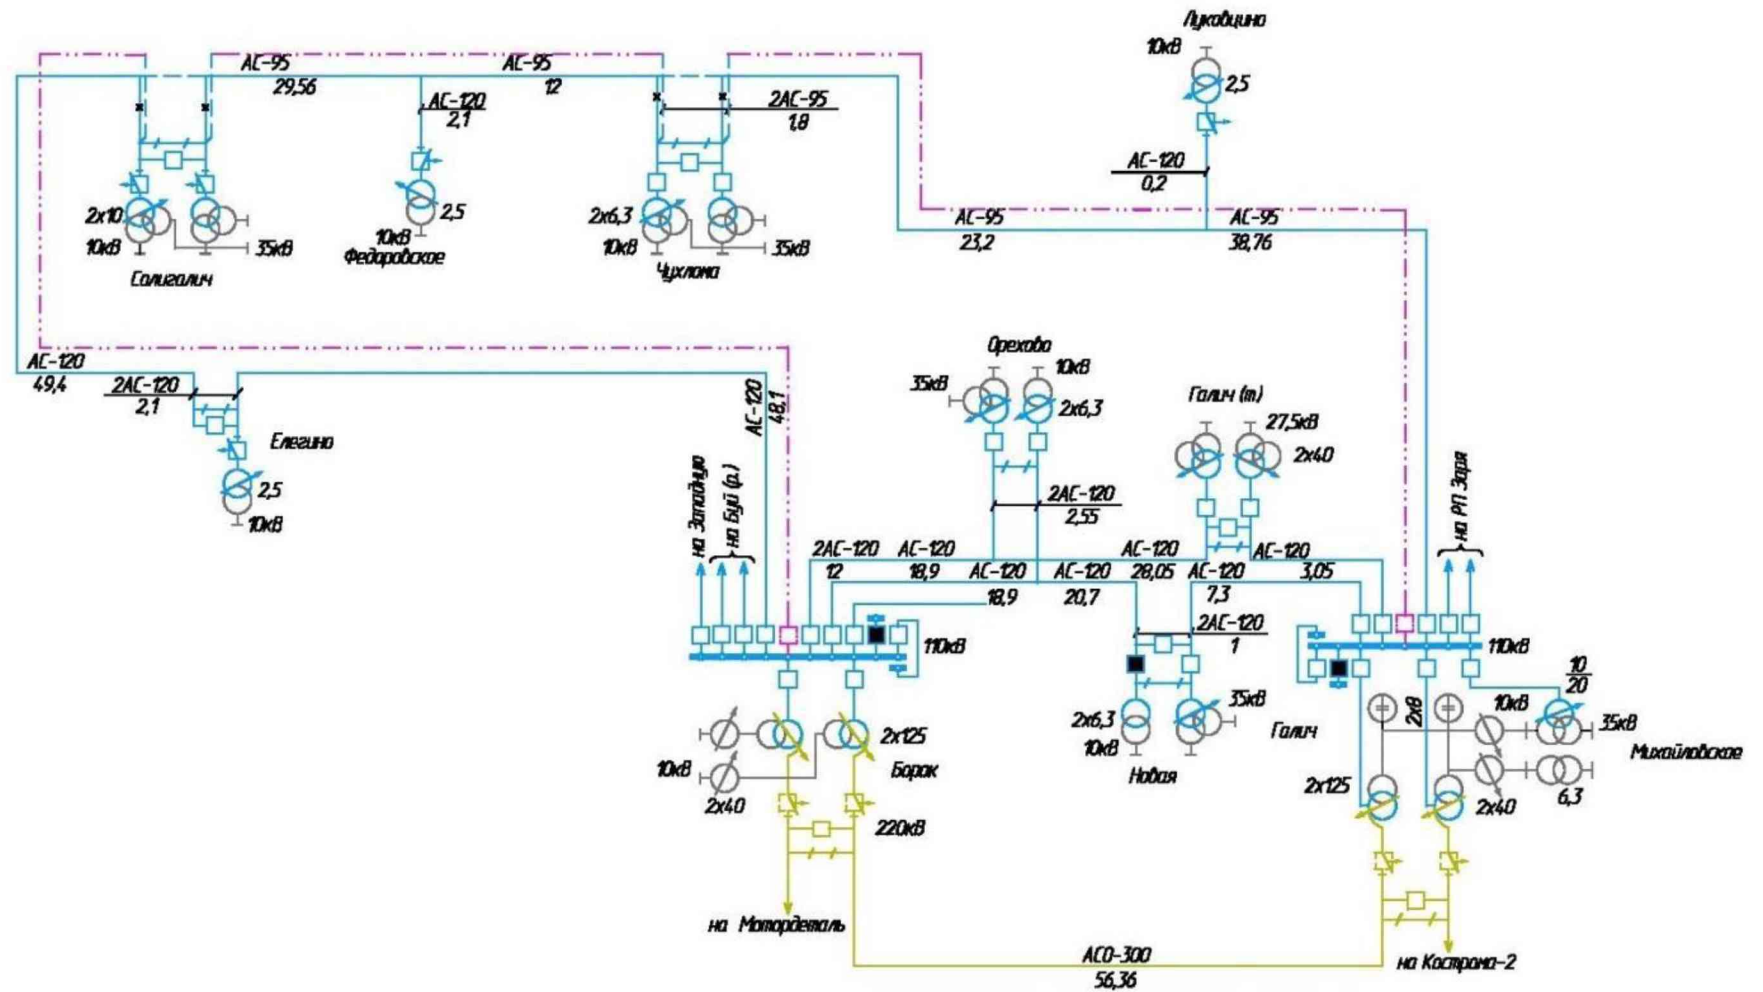 Луковцино
10кВ
2,5
АС-120
0,2
АС-95
29,56
АС-95
12
АС-120
2,1
2АС-95
1,8
2х10
10кВ
35кВ
Солигалич
2,5
10кВ
Федоровское
2х6,3
10кВ
35кВ
Чухлома
АС-95
23,2
АС-95
38,76
АС-120
49,4
2АС-120
2,1
Елегино
2,5
10кВ
АС-120
48,1
Орехово
35кВ
10кВ
2х6,3
2АС-120
2,55
Галич (т)
27,5кВ
2х40
на Западную
на Буй (р.)
на РП Заря
2АС-120
12
АС-120
18,9
АС-120
18,9
АС-120
20,7
АС-120
28,05
АС-120
7,3
АС-120
3,05
2АС-120
1
110кВ
110кВ
10
20
2х6,3
10кВ
35кВ
Новая
Галич
2х8
10кВ
35кВ
Михайловское
2х125
2х40
6,3
10кВ
2х40
2х125
Борок
220кВ
на Мотордеталь
АСО-300
56,36
на Кострома-2